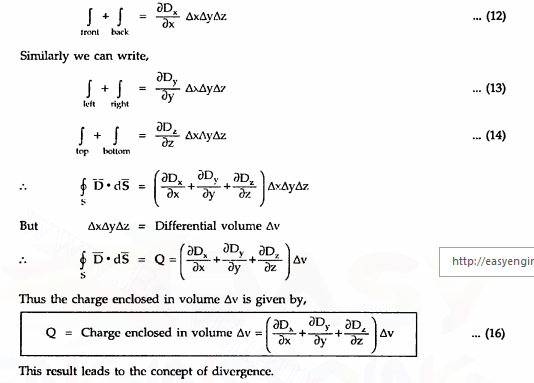 ∫ + ∫ = ∂Dx/∂x ΔxΔyΔz ... (12)
front back
Similarly we can write,
∫ + ∫ = ∂Dy/∂y ΔxΔyΔz ... (13)
left right
∫ + ∫ = ∂Dz/∂z ΔxΔyΔz ... (14)
top bottom
∴ ∮S D̄ • dS̄ = (∂Dx/∂x + ∂Dy/∂y + ∂Dz/∂z) ΔxΔyΔz
But ΔxΔyΔz = Differential volume Δv
∴ ∮S D̄ • dS̄ = Q = (∂Dx/∂x + ∂Dy/∂y + ∂Dz/∂z) Δv
http://easyengin
Thus the charge enclosed in volume Δv is given by,
Q = Charge enclosed in volume Δv = (∂Dx/∂x + ∂Dy/∂y + ∂Dz/∂z) Δv ... (16)
This result leads to the concept of divergence.